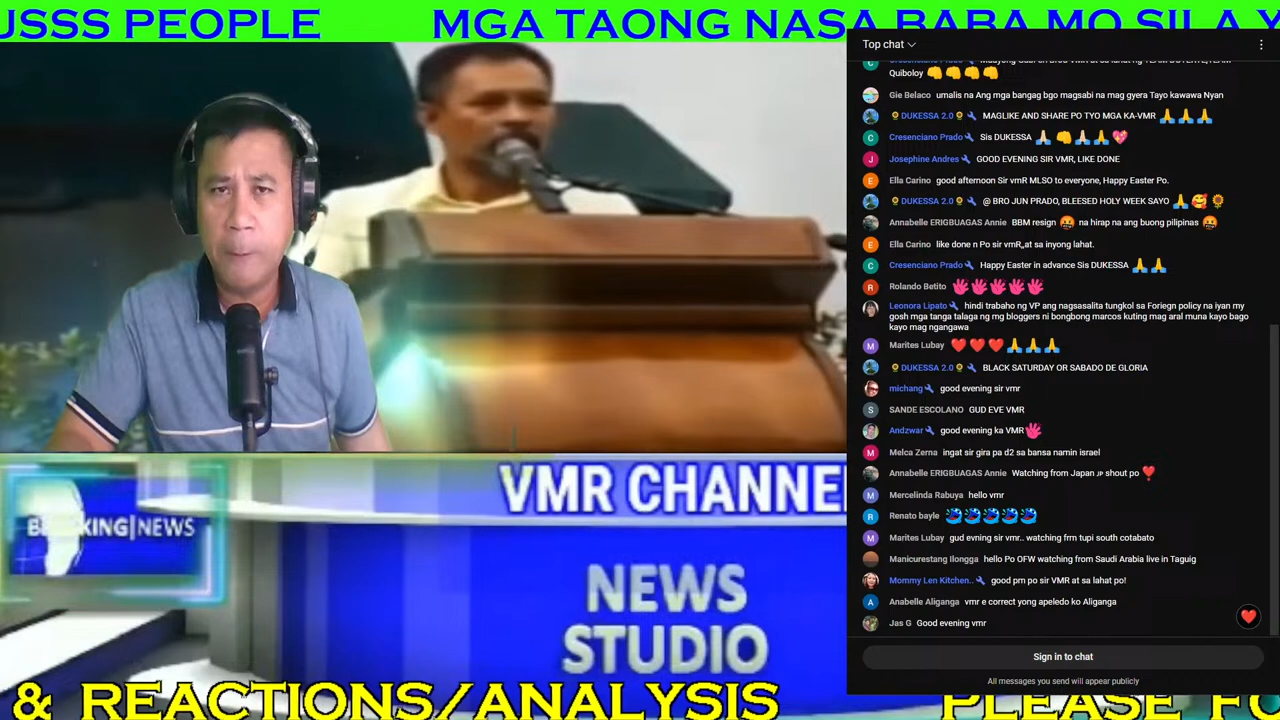 USSS PEOPLE MGA TAONG NASA BABA MO SILA Y
Top chat
Quiboloy
Gie Belaco umalis na Ang mga bangag bgo magsabi na mag gyera Tayo kawawa Nyan
DUKESSA 2.0 MAGLIKE AND SHARE PO TYO MGA KA-VMR 🙏🙏🙏
Cresenciano Prado Sis DUKESSA
Josephine Andres GOOD EVENING SIR VMR, LIKE DONE
Ella Carino good afternoon Sir vmR MLSO to everyone, Happy Easter Po.
DUKESSA 2.0 @ BRO JUN PRADO, BLEESED HOLY WEEK SAYO
Annabelle ERIGBUAGAS Annie BBM resign 🤬 na hirap na ang buong pilipinas 🤬
Ella Carino like done n Po sir vmR,,at sa inyong lahat.
Cresenciano Prado Happy Easter in advance Sis DUKESSA 🙏🙏
Rolando Betito
Leonora Lipato hindi trabaho ng VP ang nagsasalita tungkol sa Foriegn policy na iyan my
gosh mga tanga talaga ng mg bloggers ni bongbong marcos kuting mag aral muna kayo bago
kayo mag ngangawa
Marites Lubay ❤️❤️❤️🙏🙏🙏
DUKESSA 2.0 BLACK SATURDAY OR SABADO DE GLORIA
michang good evening sir vmr
SANDE ESCOLANO GUD EVE VMR
Andzwar good evening ka VMR
Melca Zerna ingat sir gira pa d2 sa bansa namin israel
Annabelle ERIGBUAGAS Annie Watching from Japan JP shout po ❣️
Mercelinda Rabuya hello vmr
Renato bayle
Marites Lubay gud evning sir vmr.. watching frm tupi south cotabato
Manicurestang Ilongga hello Po OFW watching from Saudi Arabia live in Taguig
Mommy Len Kitchen.. good pm po sir VMR at sa lahat po!
Anabelle Aliganga vmr e correct yong apeledo ko Aliganga
Jas G Good evening vmr
Sign in to chat
All messages you send will appear publicly
VMR CHANNE
NEWS
NEWS
STUDIO
& REACTIONS/ANALYSIS PLEASE FO